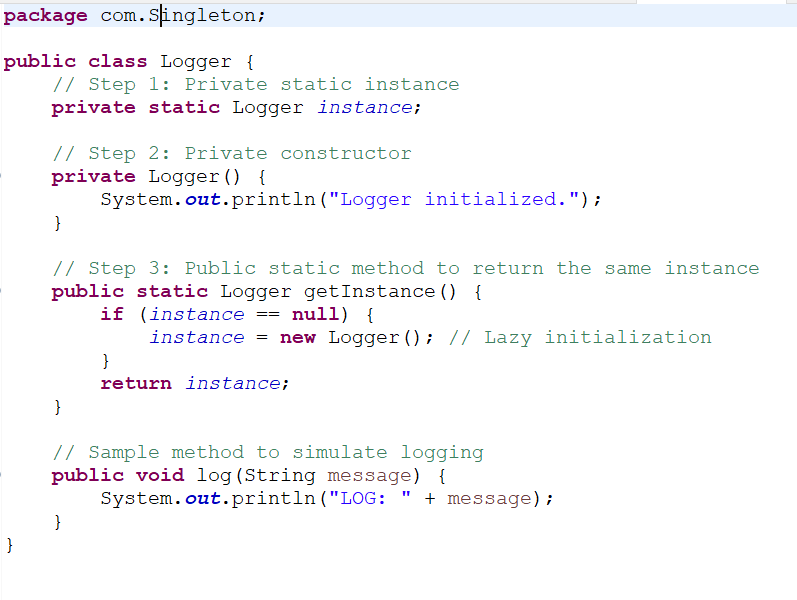 package com.Singleton;
public class Logger {
// Step 1: Private static instance
private static Logger instance;
// Step 2: Private constructor
private Logger() {
System.out.println("Logger initialized.");
}
// Step 3: Public static method to return the same instance
public static Logger getInstance() {
if (instance == null) {
instance = new Logger(); // Lazy initialization
}
return instance;
}
// Sample method to simulate logging
public void log(String message) {
System.out.println("LOG: " + message);
}
}